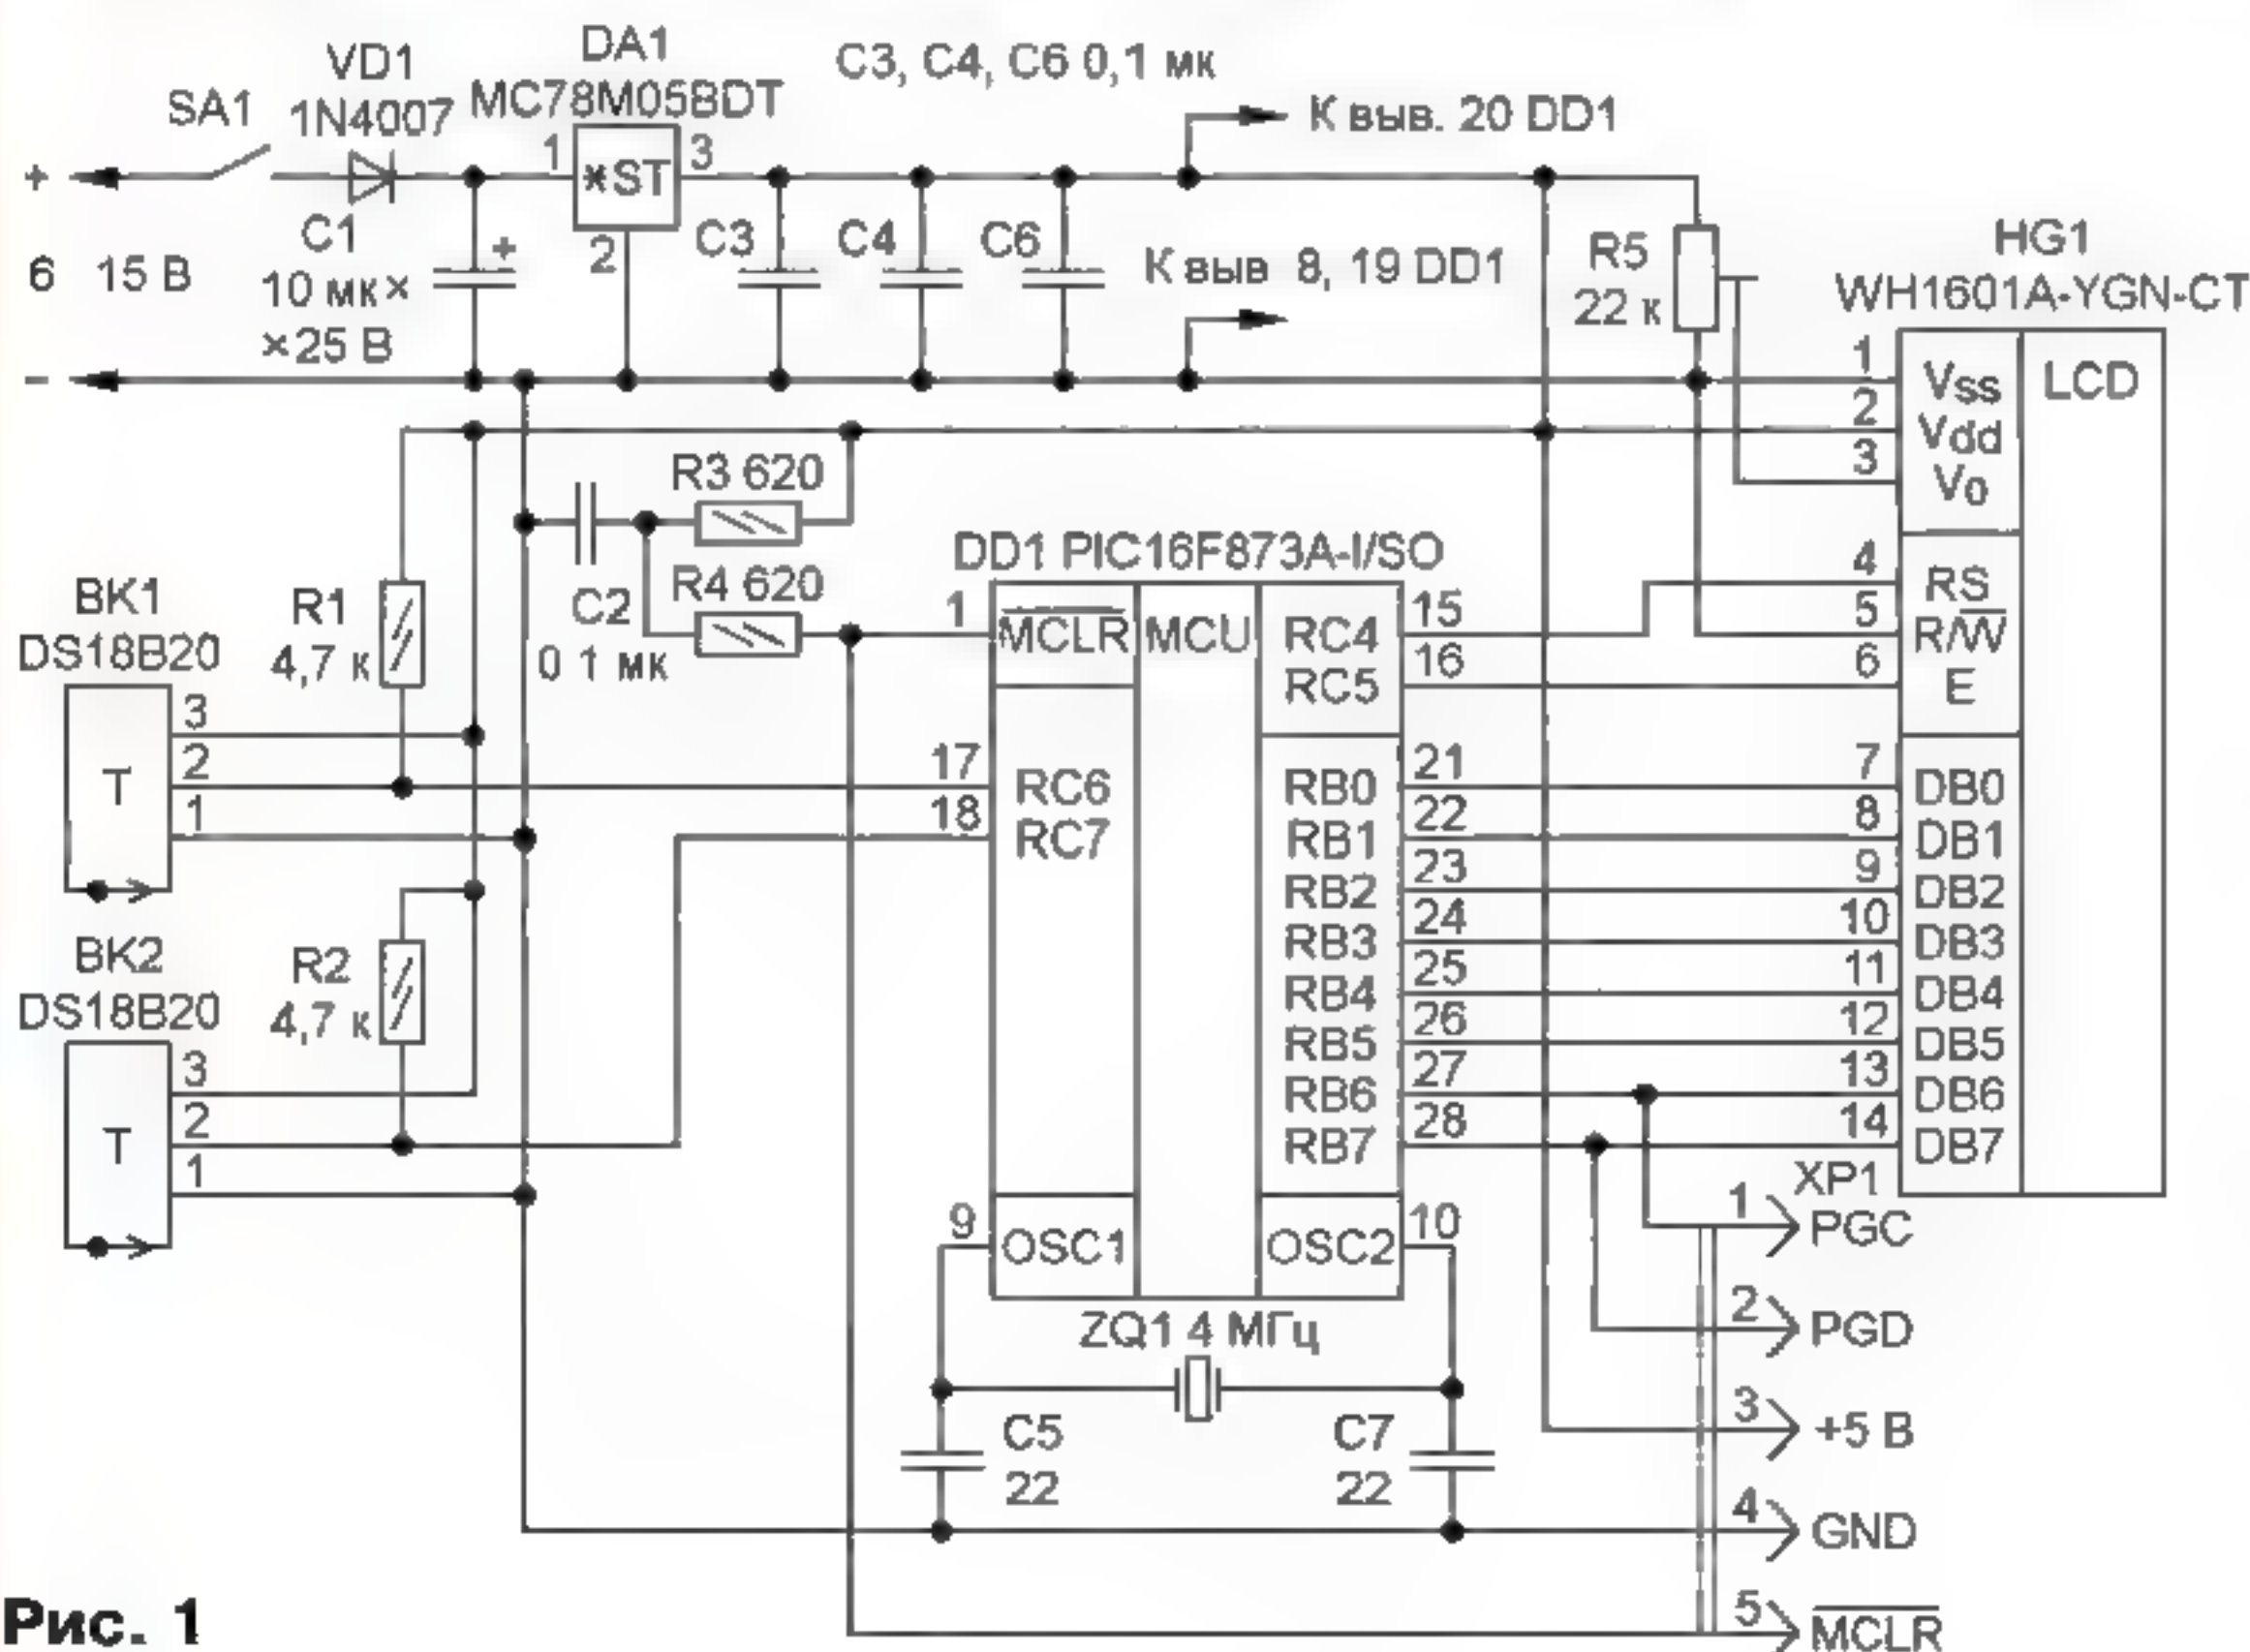 DA1
VD1
C3, C4, C6 0,1 мк
MC78M05BDT
SA1
1N4007
К выв. 20 DD1
1
3
+
*ST
C1
+
2
C3
C4
C6
R5
HG1
6 15 В
10 мк×
К выв 8, 19 DD1
22 к
WH1601A-YGN-CT
×25 В
-
1
Vss
LCD
2
Vdd
3
V0
R3 620
DD1 PIC16F873A-I/SO
4
RS
BK1
R1
C2
R4 620
1
MCLR
MCU
RC4
15
5
R/W
DS18B20
4,7 к
0 1 мк
RC5
16
6
E
3
2
1
T
17
RC6
18
RC7
RB0
21
7
DB0
RB1
22
8
DB1
RB2
23
9
DB2
RB3
24
10
DB3
BK2
R2
RB4
25
11
DB4
DS18B20
4,7 к
RB5
26
12
DB5
3
2
1
T
RB6
27
13
DB6
RB7
28
14
DB7
XP1
9
OSC1
OSC2
10
1
PGC
ZQ1 4 МГц
2
PGD
C5
C7
3
+5 В
22
22
4
GND
Рис. 1
5
MCLR